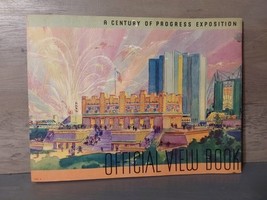 A CENTURY OF PROGRESS EXPOSITION
OFFICIAL VIEW BOOK